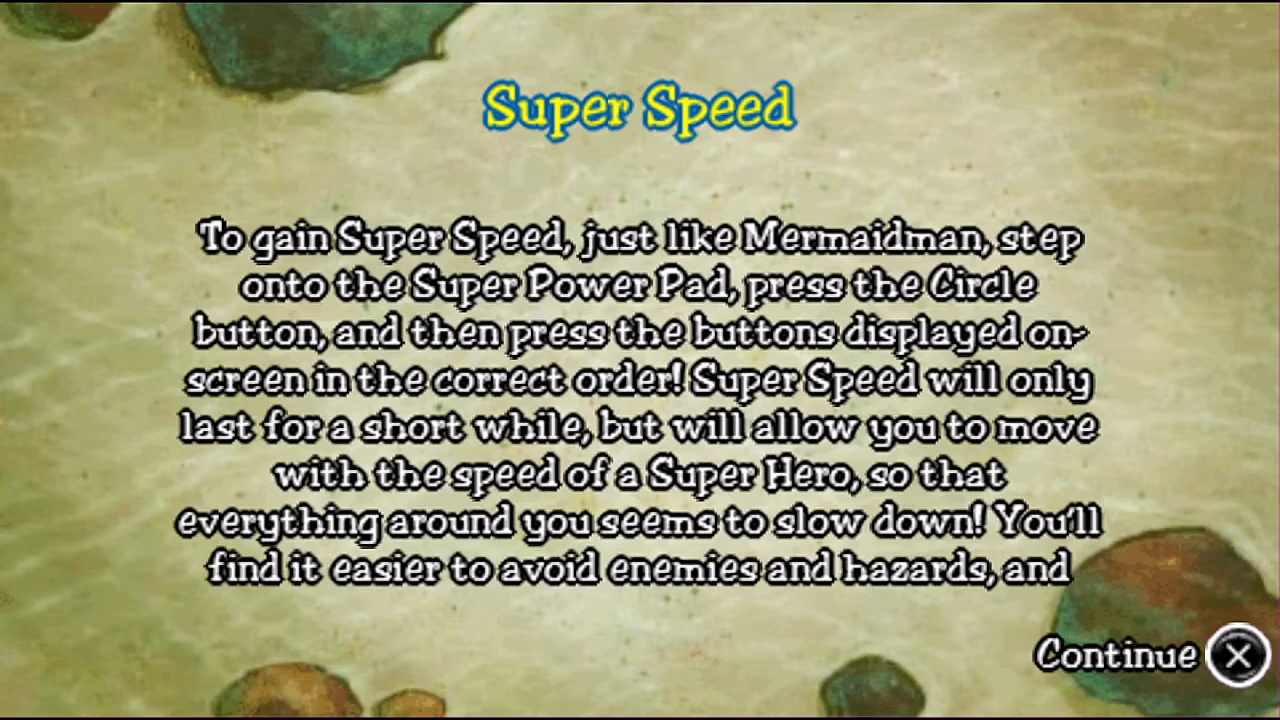 Super Speed
To gain Super Speed, just like Mermaidman, step
onto the Super Power Pad, press the Circle
button, and then press the buttons displayed on-
screen in the correct order! Super Speed will only
last for a short while, but will allow you to move
with the speed of a Super Hero, so that
everything around you seems to slow down! You'll
find it easier to avoid enemies and hazards, and
Continue